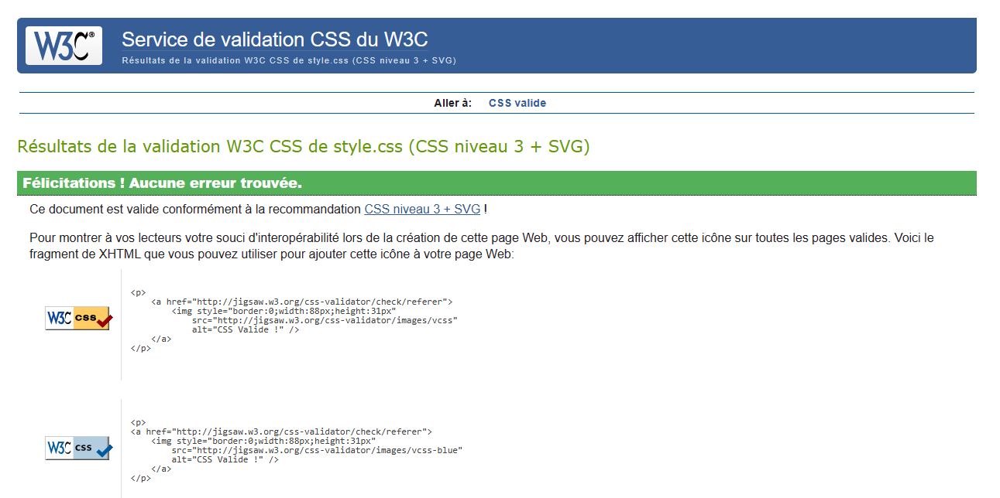 W3C®
Service de validation CSS du W3C
Résultats de la validation W3C CSS de style.css (CSS niveau 3 + SVG)
Aller à: CSS valide
Résultats de la validation W3C CSS de style.css (CSS niveau 3 + SVG)
Félicitations ! Aucune erreur trouvée.
Ce document est valide conformément à la recommandation CSS niveau 3 + SVG !
Pour montrer à vos lecteurs votre souci d'interopérabilité lors de la création de cette page Web, vous pouvez afficher cette icône sur toutes les pages valides. Voici le
fragment de XHTML que vous pouvez utiliser pour ajouter cette icône à votre page Web:
W3C css
<p>
    <a href="http://jigsaw.w3.org/css-validator/check/referer">
        <img style="border:0;width:88px;height:31px"
            src="http://jigsaw.w3.org/css-validator/images/vcss"
            alt="CSS Valide !" />
    </a>
</p>
W3C css
<p>
<a href="http://jigsaw.w3.org/css-validator/check/referer">
    <img style="border:0;width:88px;height:31px"
        src="http://jigsaw.w3.org/css-validator/images/vcss-blue"
        alt="CSS Valide !" />
    </a>
</p>